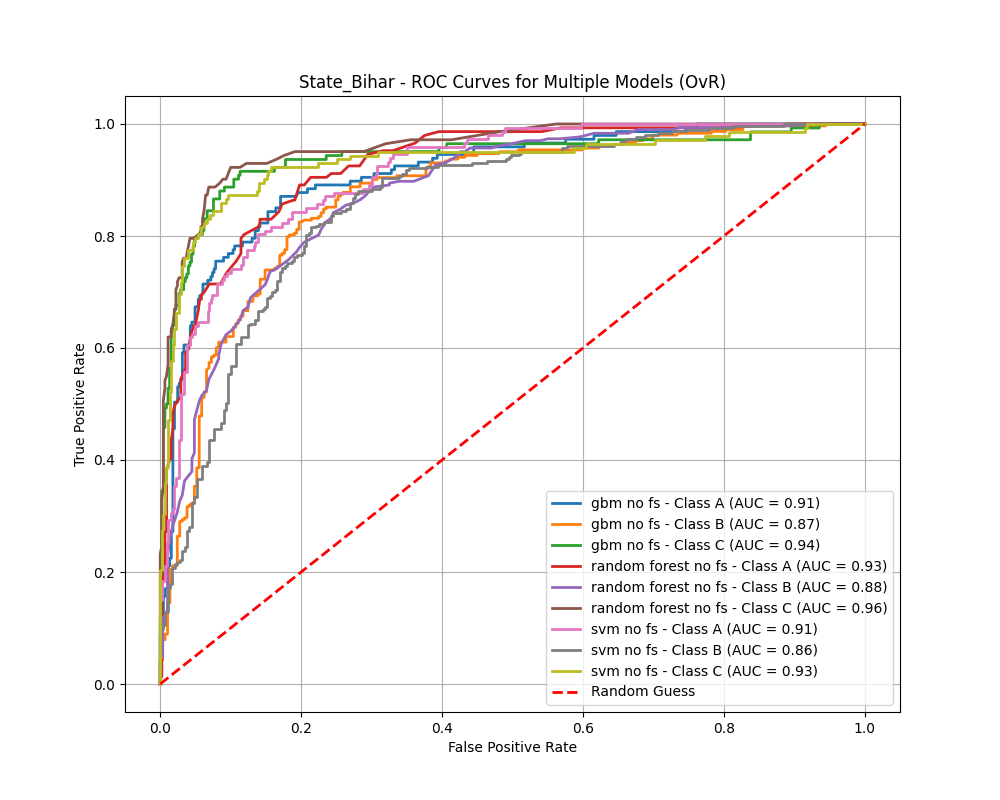 State_Bihar - ROC Curves for Multiple Models (OvR)
1.0
0.8
0.6
0.4
0.2
0.0
True Positive Rate
gbm no fs - Class A (AUC = 0.91)
gbm no fs - Class B (AUC = 0.87)
gbm no fs - Class C (AUC = 0.94)
random forest no fs - Class A (AUC = 0.93)
random forest no fs - Class B (AUC = 0.88)
random forest no fs - Class C (AUC = 0.96)
svm no fs - Class A (AUC = 0.91)
svm no fs - Class B (AUC = 0.86)
svm no fs - Class C (AUC = 0.93)
Random Guess
0.0 0.2 0.4 0.6 0.8 1.0
False Positive Rate